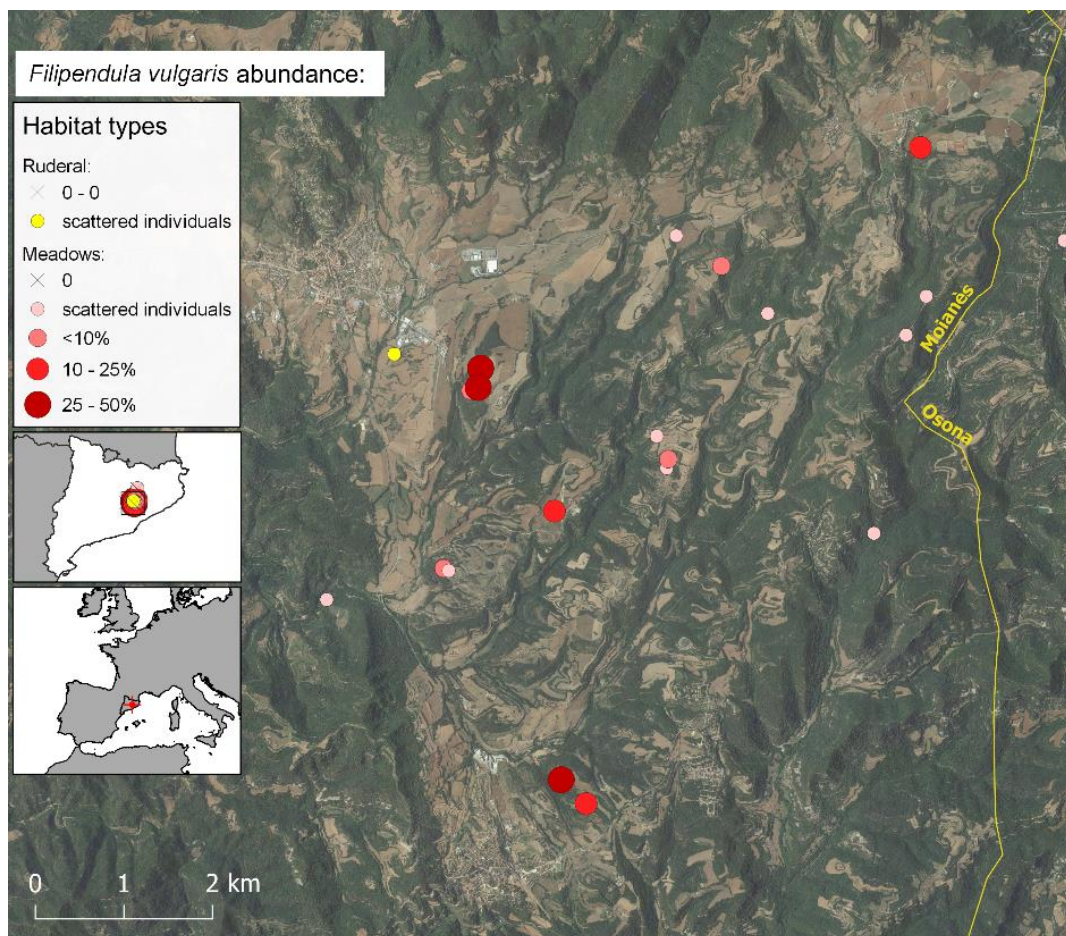 Filipendula vulgaris abundance:
Habitat types
Ruderal:
0 - 0
scattered individuals
Meadows:
0
scattered individuals
<10%
10 - 25%
25 - 50%
Moianès
Osona
0 1 2 km